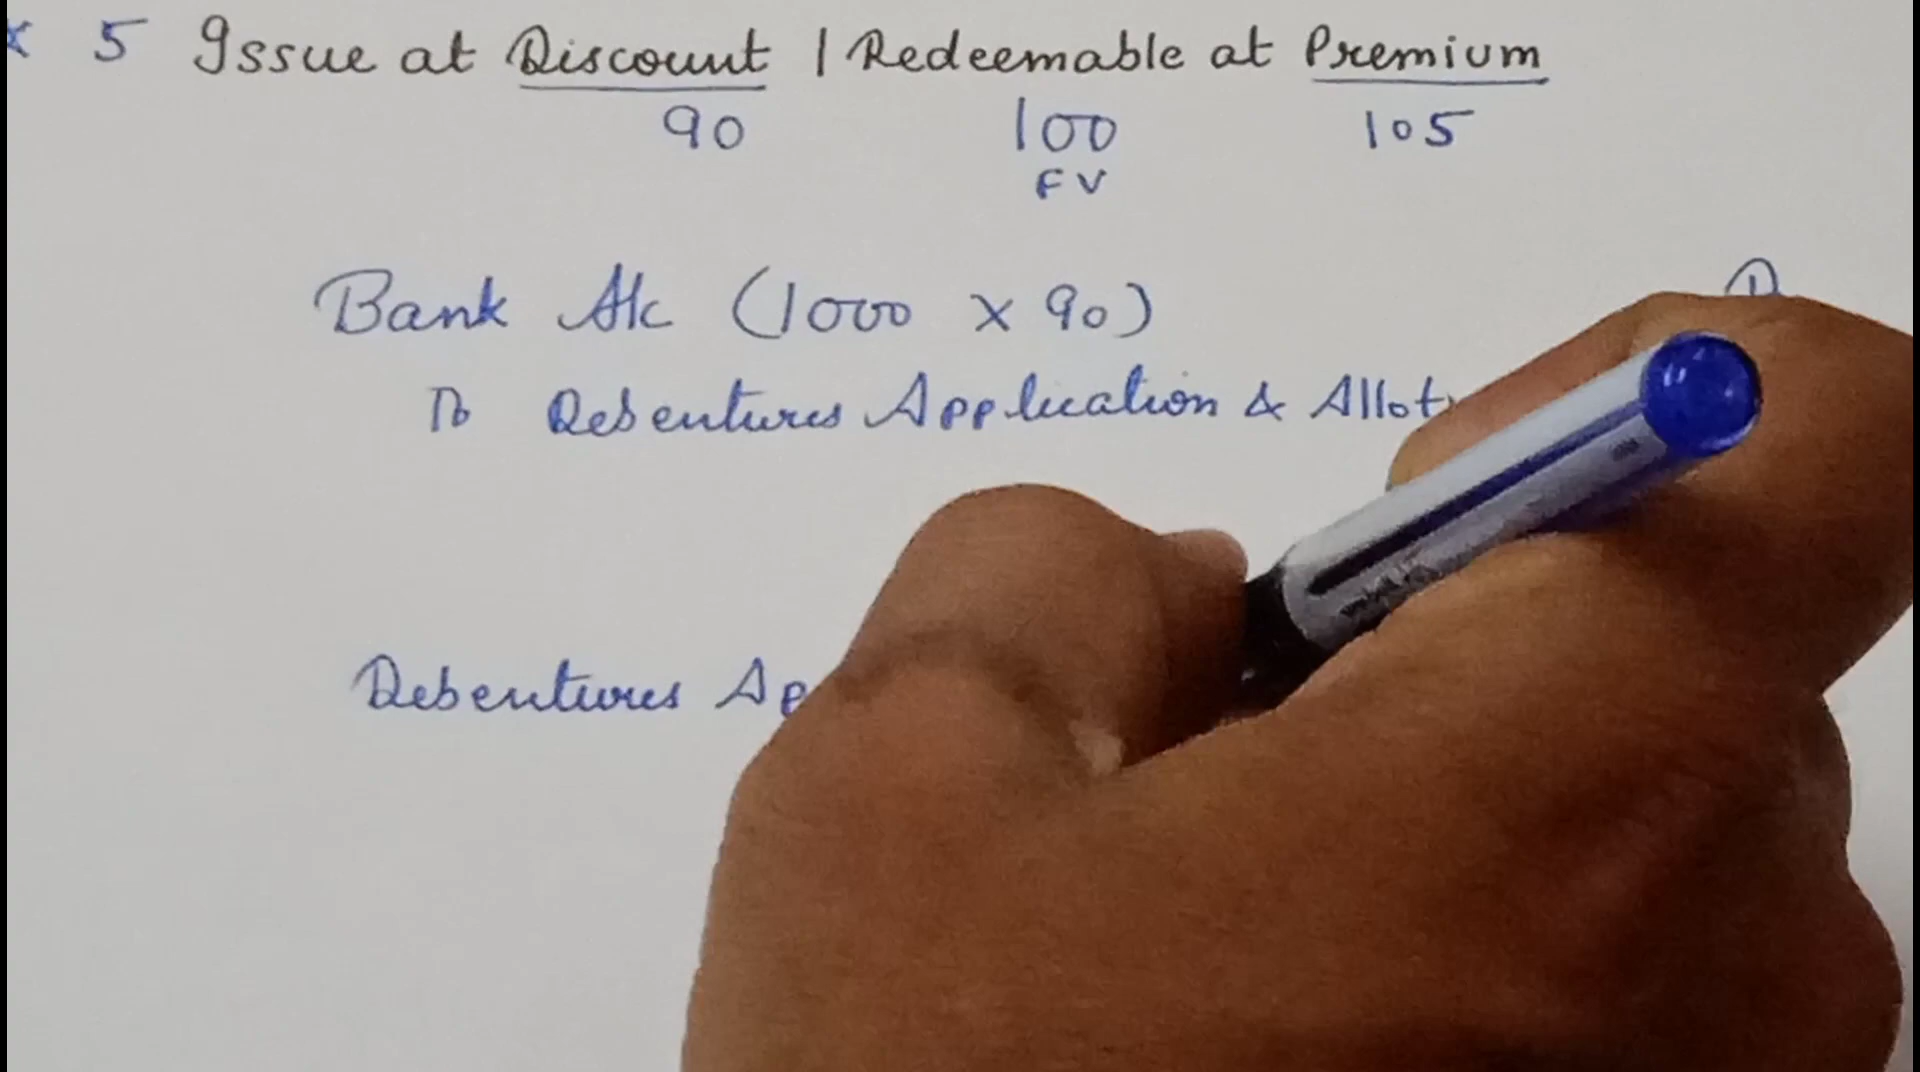 5 Issue at Discount | Redeemable at Premium
90 100 105
FV
Bank A/c (1000 x 90)
To Debentures Application & Allot
Debentures Ap